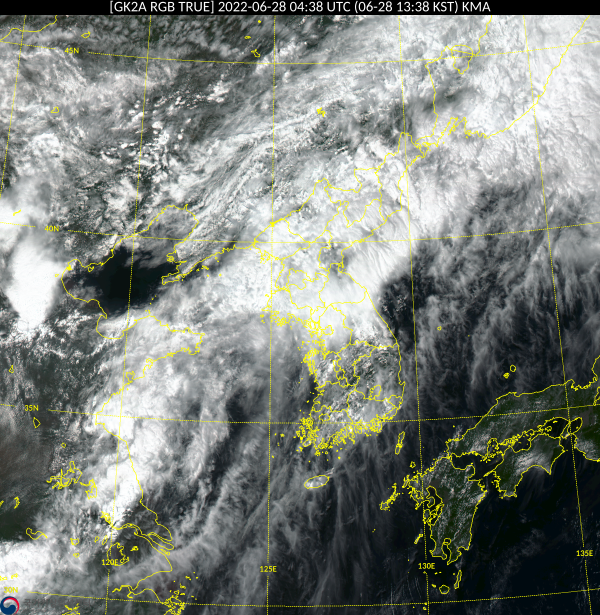 [GK2A RGB TRUE] 2022-06-28 04:38 UTC (06-28 13:38 KST) KMA
45N
40N
35N
120E
125E
130E
135E